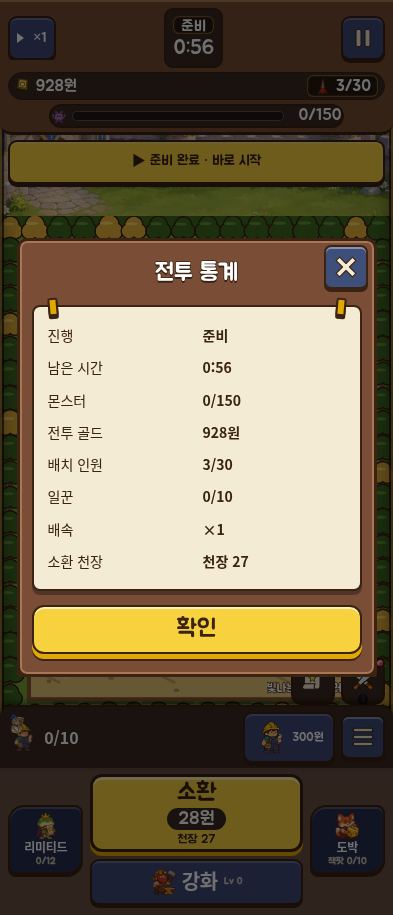 ×1
준비
0:56
928원
3/30
0/150
▶ 준비 완료 · 바로 시작
전투 통계
진행 준비
남은 시간 0:56
몬스터 0/150
전투 골드 928원
배치 인원 3/30
일꾼 0/10
배속 ×1
소환 천장 천장 27
확인
0/10
300원
소환
28원
천장 27
리미티드
0/12
도박
잭팟 0/10
강화 Lv 0